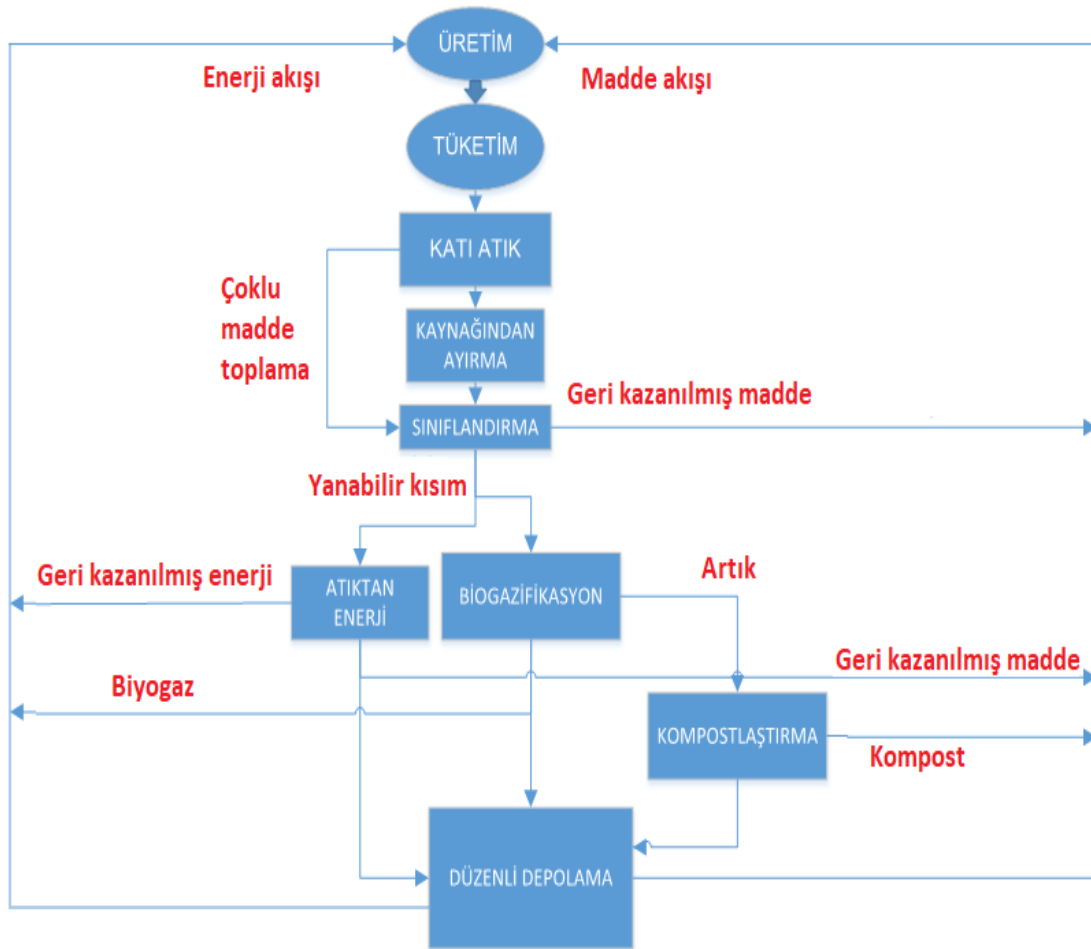 ÜRETİM
Enerji akışı
Madde akışı
TÜKETİM
KATI ATIK
Çoklu
madde
toplama
KAYNAĞINDAN
AYIRMA
Geri kazanılmış madde
SINIFLANDIRMA
Yanabilir kısım
Geri kazanılmış enerji
ATIKTAN
ENERJİ
BİOGAZİFİKASYON
Artık
Geri kazanılmış madde
Biyogaz
KOMPOSTLAŞTIRMA
Kompost
DÜZENLİ DEPOLAMA